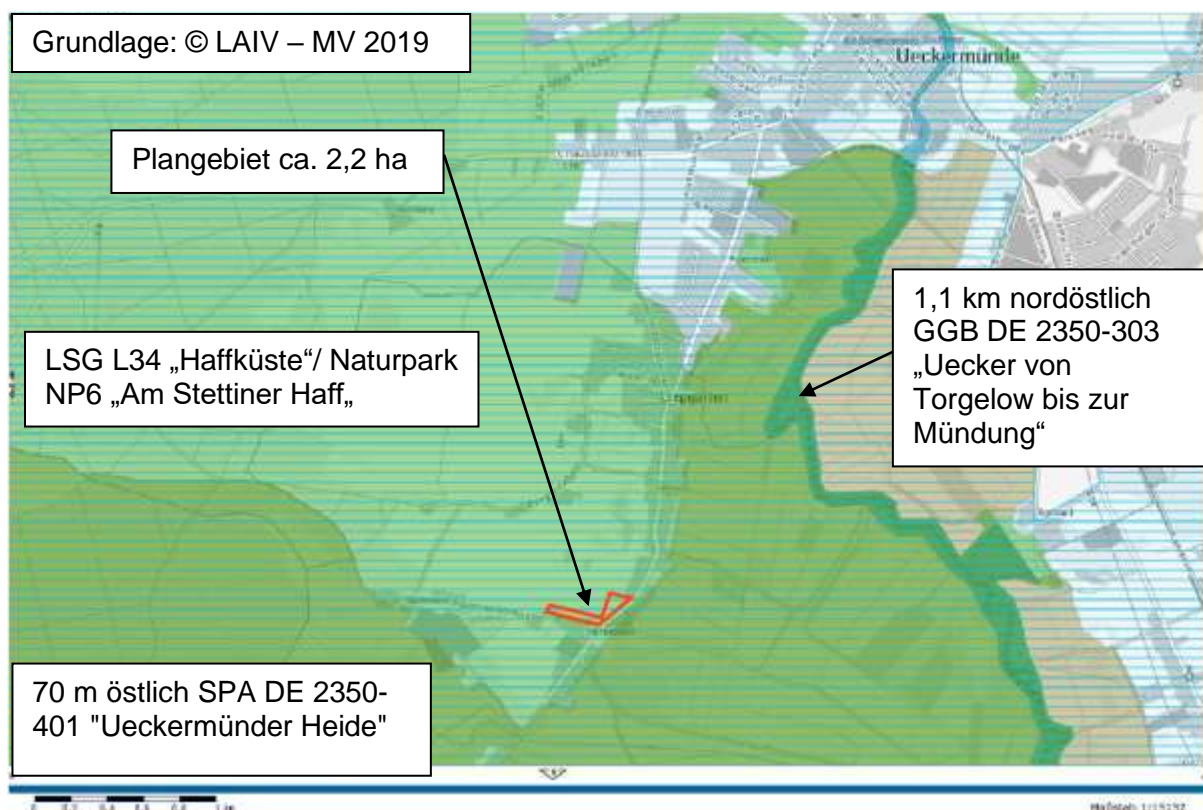 Grundlage: © LAIV – MV 2019
Ueckermünde
Plangebiet ca. 2,2 ha
1,1 km nordöstlich
GGB DE 2350-303
„Uecker von
Torgelow bis zur
Mündung“
LSG L34 „Haffküste“/ Naturpark
NP6 „Am Stettiner Haff„
70 m östlich SPA DE 2350-
401 "Ueckermünder Heide"